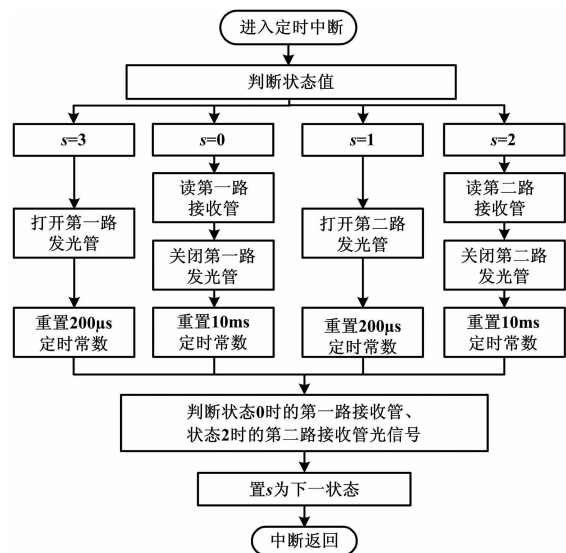 进入定时中断
判断状态值
s=3
s=0
s=1
s=2
打开第一路
发光管
读第一路
接收管
关闭第一路
发光管
打开第二路
发光管
读第二路
接收管
关闭第二路
发光管
重置200μs
定时常数
重置10ms
定时常数
重置200μs
定时常数
重置10ms
定时常数
判断状态0时的第一路接收管、
状态2时的第二路接收管光信号
置s为下一状态
中断返回